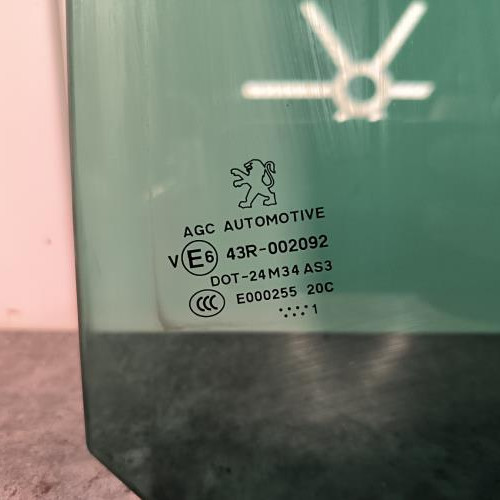 AGC AUTOMOTIVE
V E6 43R-002092
DOT-24 M34 AS3
CCC E000255 20C
1